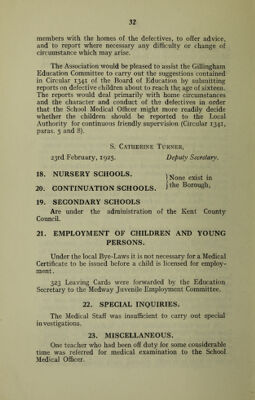 32
members with the homes of the defectives, to offer advice,
and to report where necessary any difficulty or change of
circumstance which may arise.
The Association would be pleased to assist the Gillingham
Education Committee to carry out the suggestions contained
in Circular 1341 of the Board of Education by submitting
reports on defective children about to reach the age of sixteen.
The reports would deal primarily with home circumstances
and the character and conduct of the defectives in order
that the School Medical Officer might more readily decide
whether the children should be reported to the Local
Authority for continuous friendly supervision (Circular 1341,
paras. 5 and 8).
S. Catherine Turner,
23rd February, 1925. Deputy Secretary.
18. NURSERY SCHOOLS. } None exist in
20. CONTINUATION SCHOOLS. } the Borough,
19. SECONDARY SCHOOLS
Are under the administration of the Kent County
Council.
21. EMPLOYMENT OF CHILDREN AND YOUNG
PERSONS.
Under the local Bye-Laws it is not necessary for a Medical
Certificate to be issued before a child is licensed for employ-
ment.
323 Leaving Cards were forwarded by the Education
Secretary to the Medway Juvenile Employment Committee.
22. SPECIAL INQUIRIES.
The Medical Staff was insufficient to carry out special
investigations.
23. MISCELLANEOUS.
One teacher who had been off duty for some considerable
time was referred for medical examination to the School
Medical Officer.